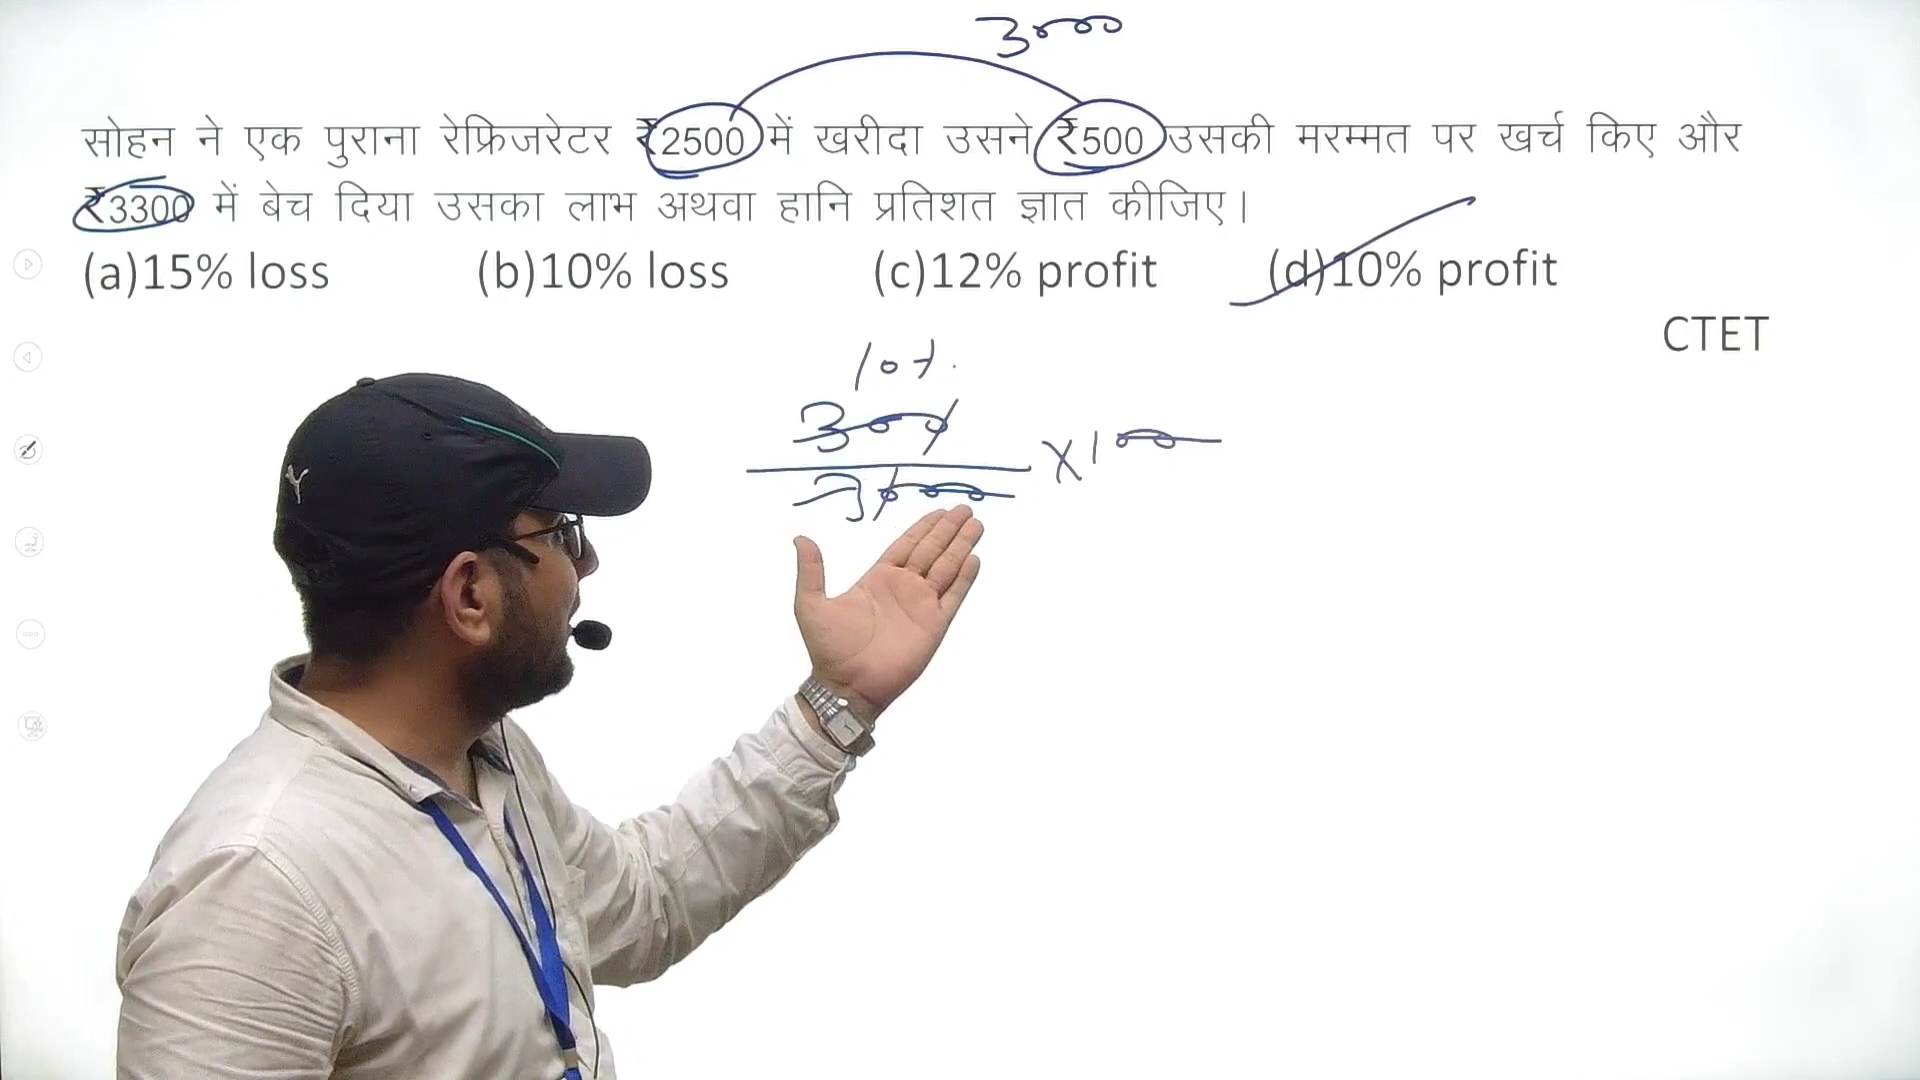 3000
सोहन ने एक पुराना रेफ्रिजरेटर ₹2500 में खरीदा उसने ₹500 उसकी मरम्मत पर खर्च किए और
₹3300 में बेच दिया उसका लाभ अथवा हानि प्रतिशत ज्ञात कीजिए।
(a)15% loss (b)10% loss (c)12% profit (d)10% profit
CTET
10%
300
3000 X100